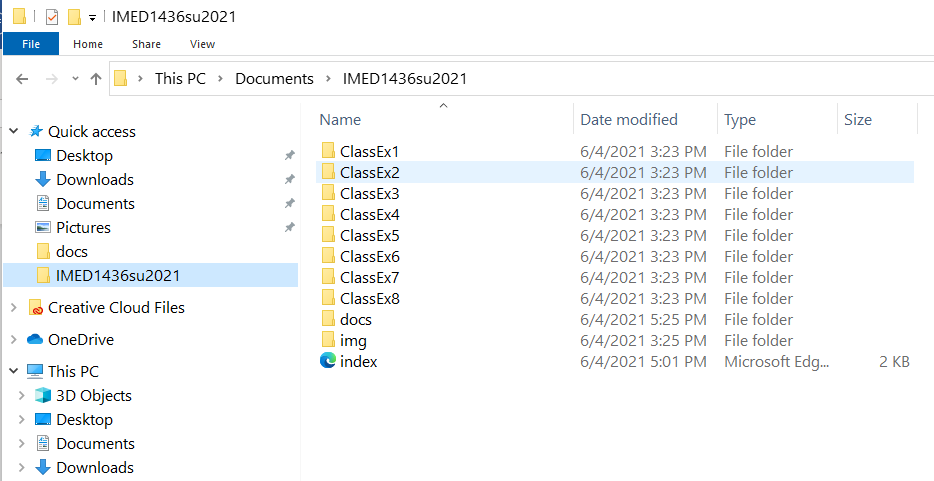 IMED1436su2021
File Home Share View
This PC Documents IMED1436su2021
Name Date modified Type Size
Quick access
Desktop
Downloads
Documents
Pictures
docs
IMED1436su2021
Creative Cloud Files
OneDrive
This PC
3D Objects
Desktop
Documents
Downloads
ClassEx1 6/4/2021 3:23 PM File folder
ClassEx2 6/4/2021 3:23 PM File folder
ClassEx3 6/4/2021 3:23 PM File folder
ClassEx4 6/4/2021 3:23 PM File folder
ClassEx5 6/4/2021 3:23 PM File folder
ClassEx6 6/4/2021 3:23 PM File folder
ClassEx7 6/4/2021 3:23 PM File folder
ClassEx8 6/4/2021 3:23 PM File folder
docs 6/4/2021 5:25 PM File folder
img 6/4/2021 3:25 PM File folder
index 6/4/2021 5:01 PM Microsoft Edg... 2 KB